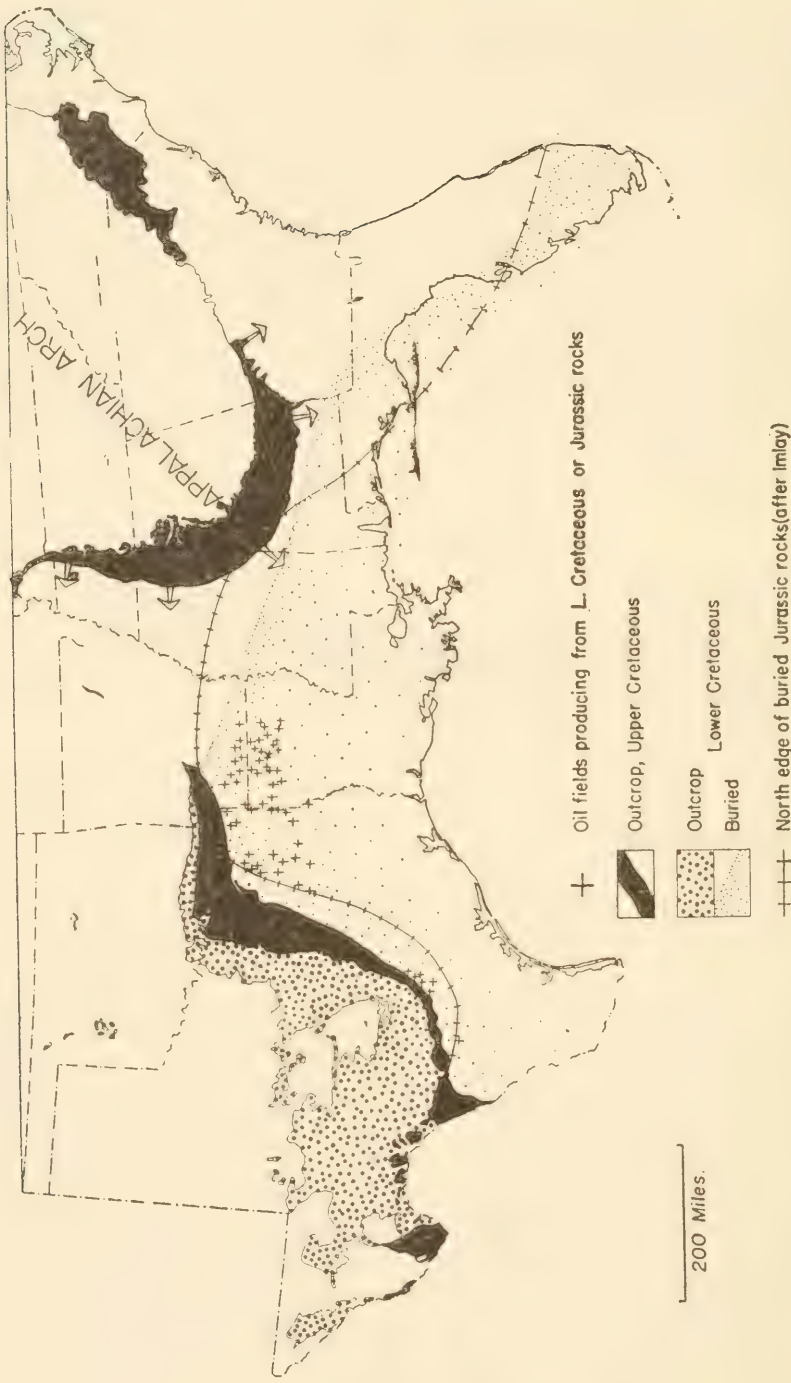 APPALACHIAN ARCH
Oil fields producing from L. Cretaceous or Jurassic rocks
Outcrop, Upper Cretaceous
Outcrop
Lower Cretaceous
Buried
North edge of buried Jurassic rocks(after Imlay)
200 Miles.